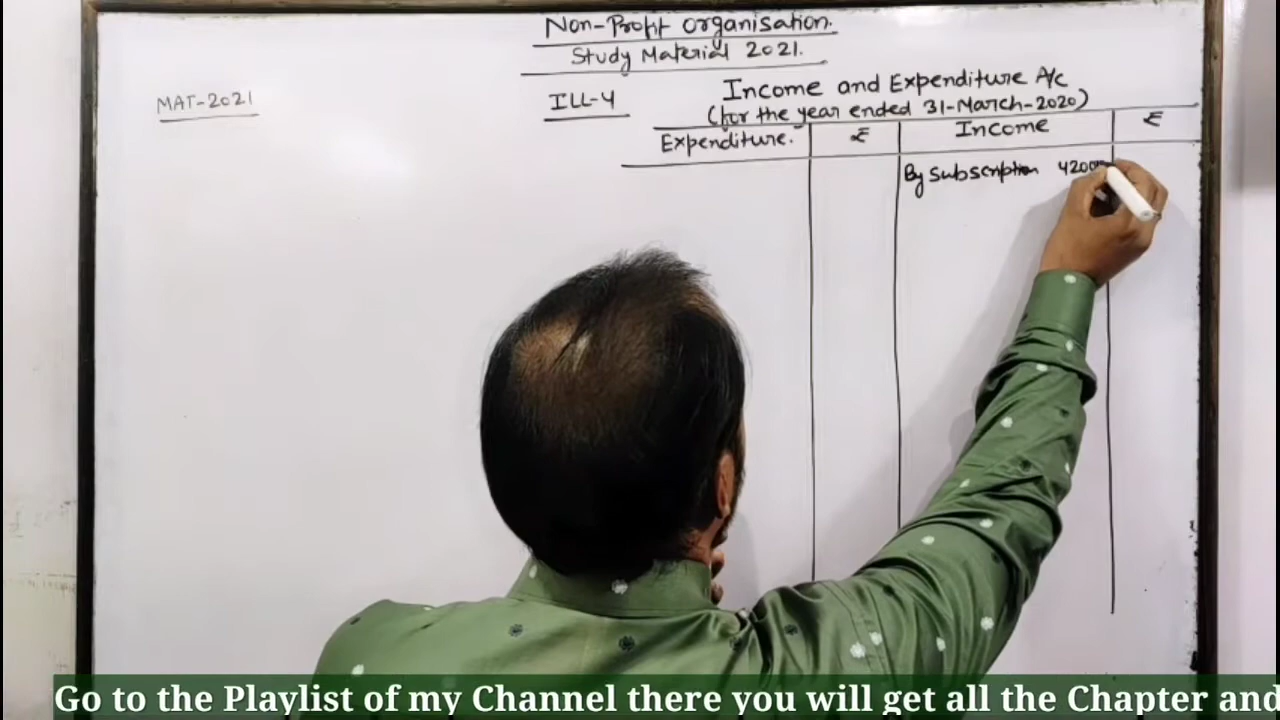 Non-Profit organisation.
Study Material 2021.
MAT-2021
ILL-4
Income and Expenditure A/c
(for the year ended 31-March-2020)
Expenditure. ₹ Income ₹
By Subscription
Go to the Playlist of my Channel there you will get all the Chapter and